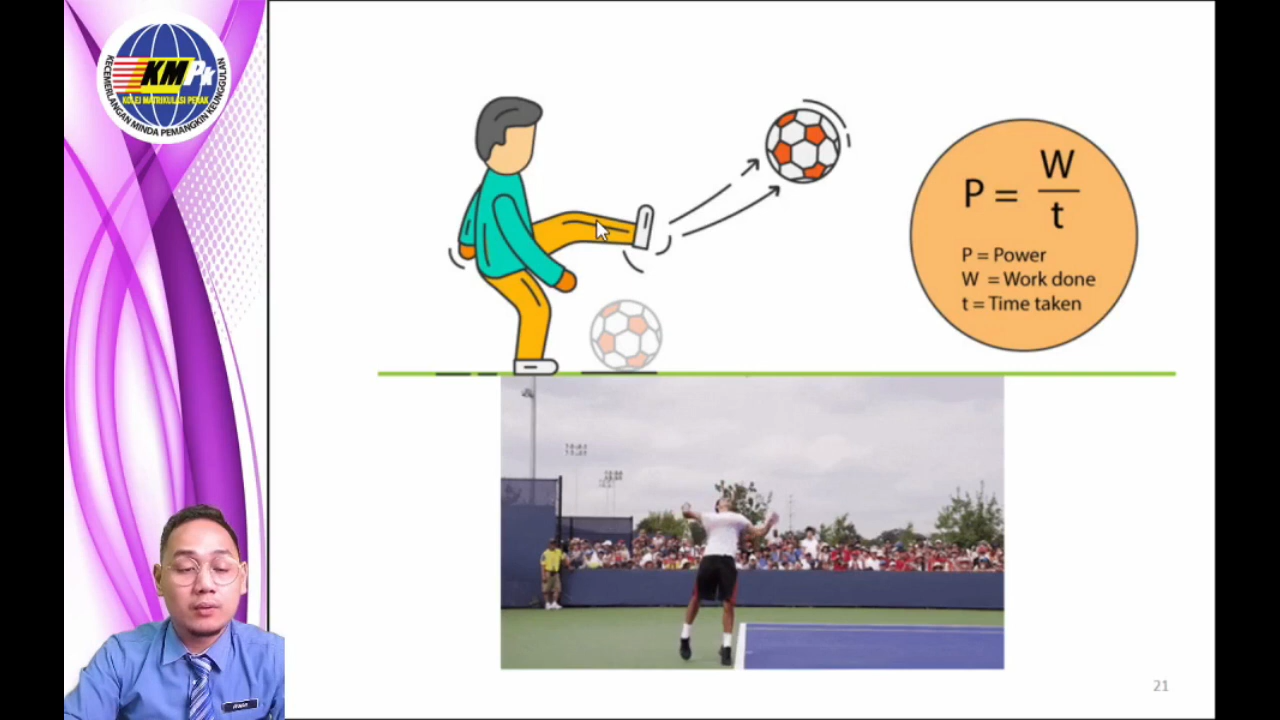 KMPk
KOLEJ MATRIKULASI PERAK
KECEMERLANGAN MINDA PEMANGKIN KEUNGGULAN
P = W
t
P = Power
W = Work done
t = Time taken
21